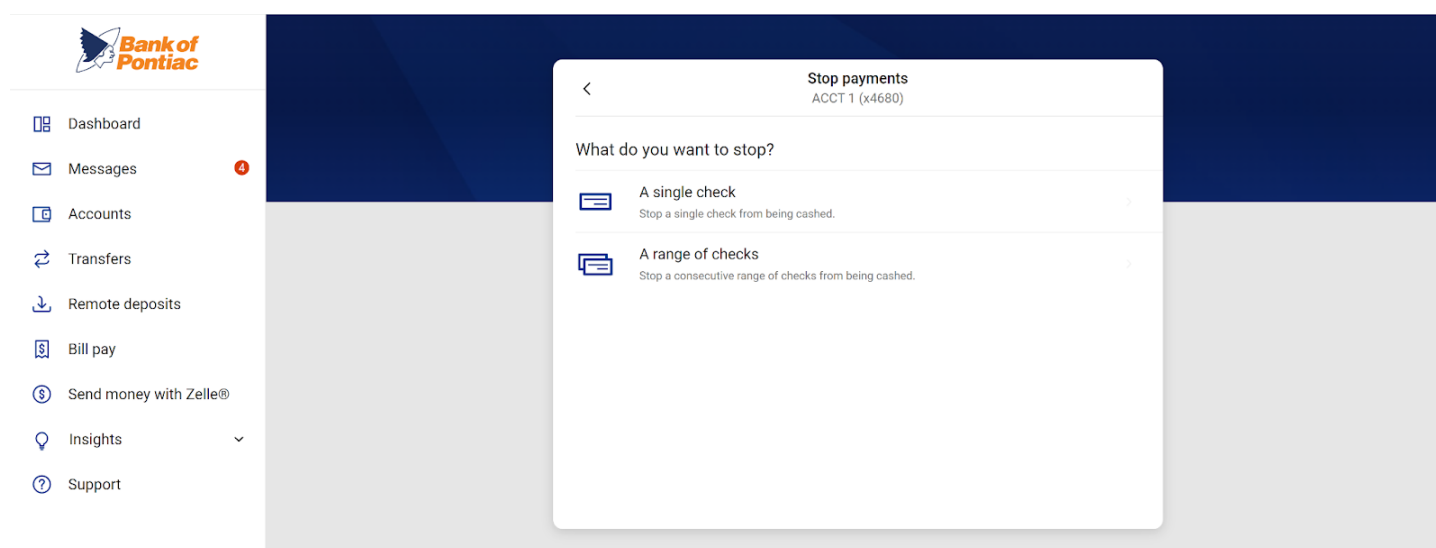 Bank of
Pontiac
Dashboard
Messages
4
Accounts
Transfers
Remote deposits
Bill pay
Send money with Zelle®
Insights
Support
Stop payments
ACCT 1 (x4680)
What do you want to stop?
A single check
Stop a single check from being cashed.
A range of checks
Stop a consecutive range of checks from being cashed.